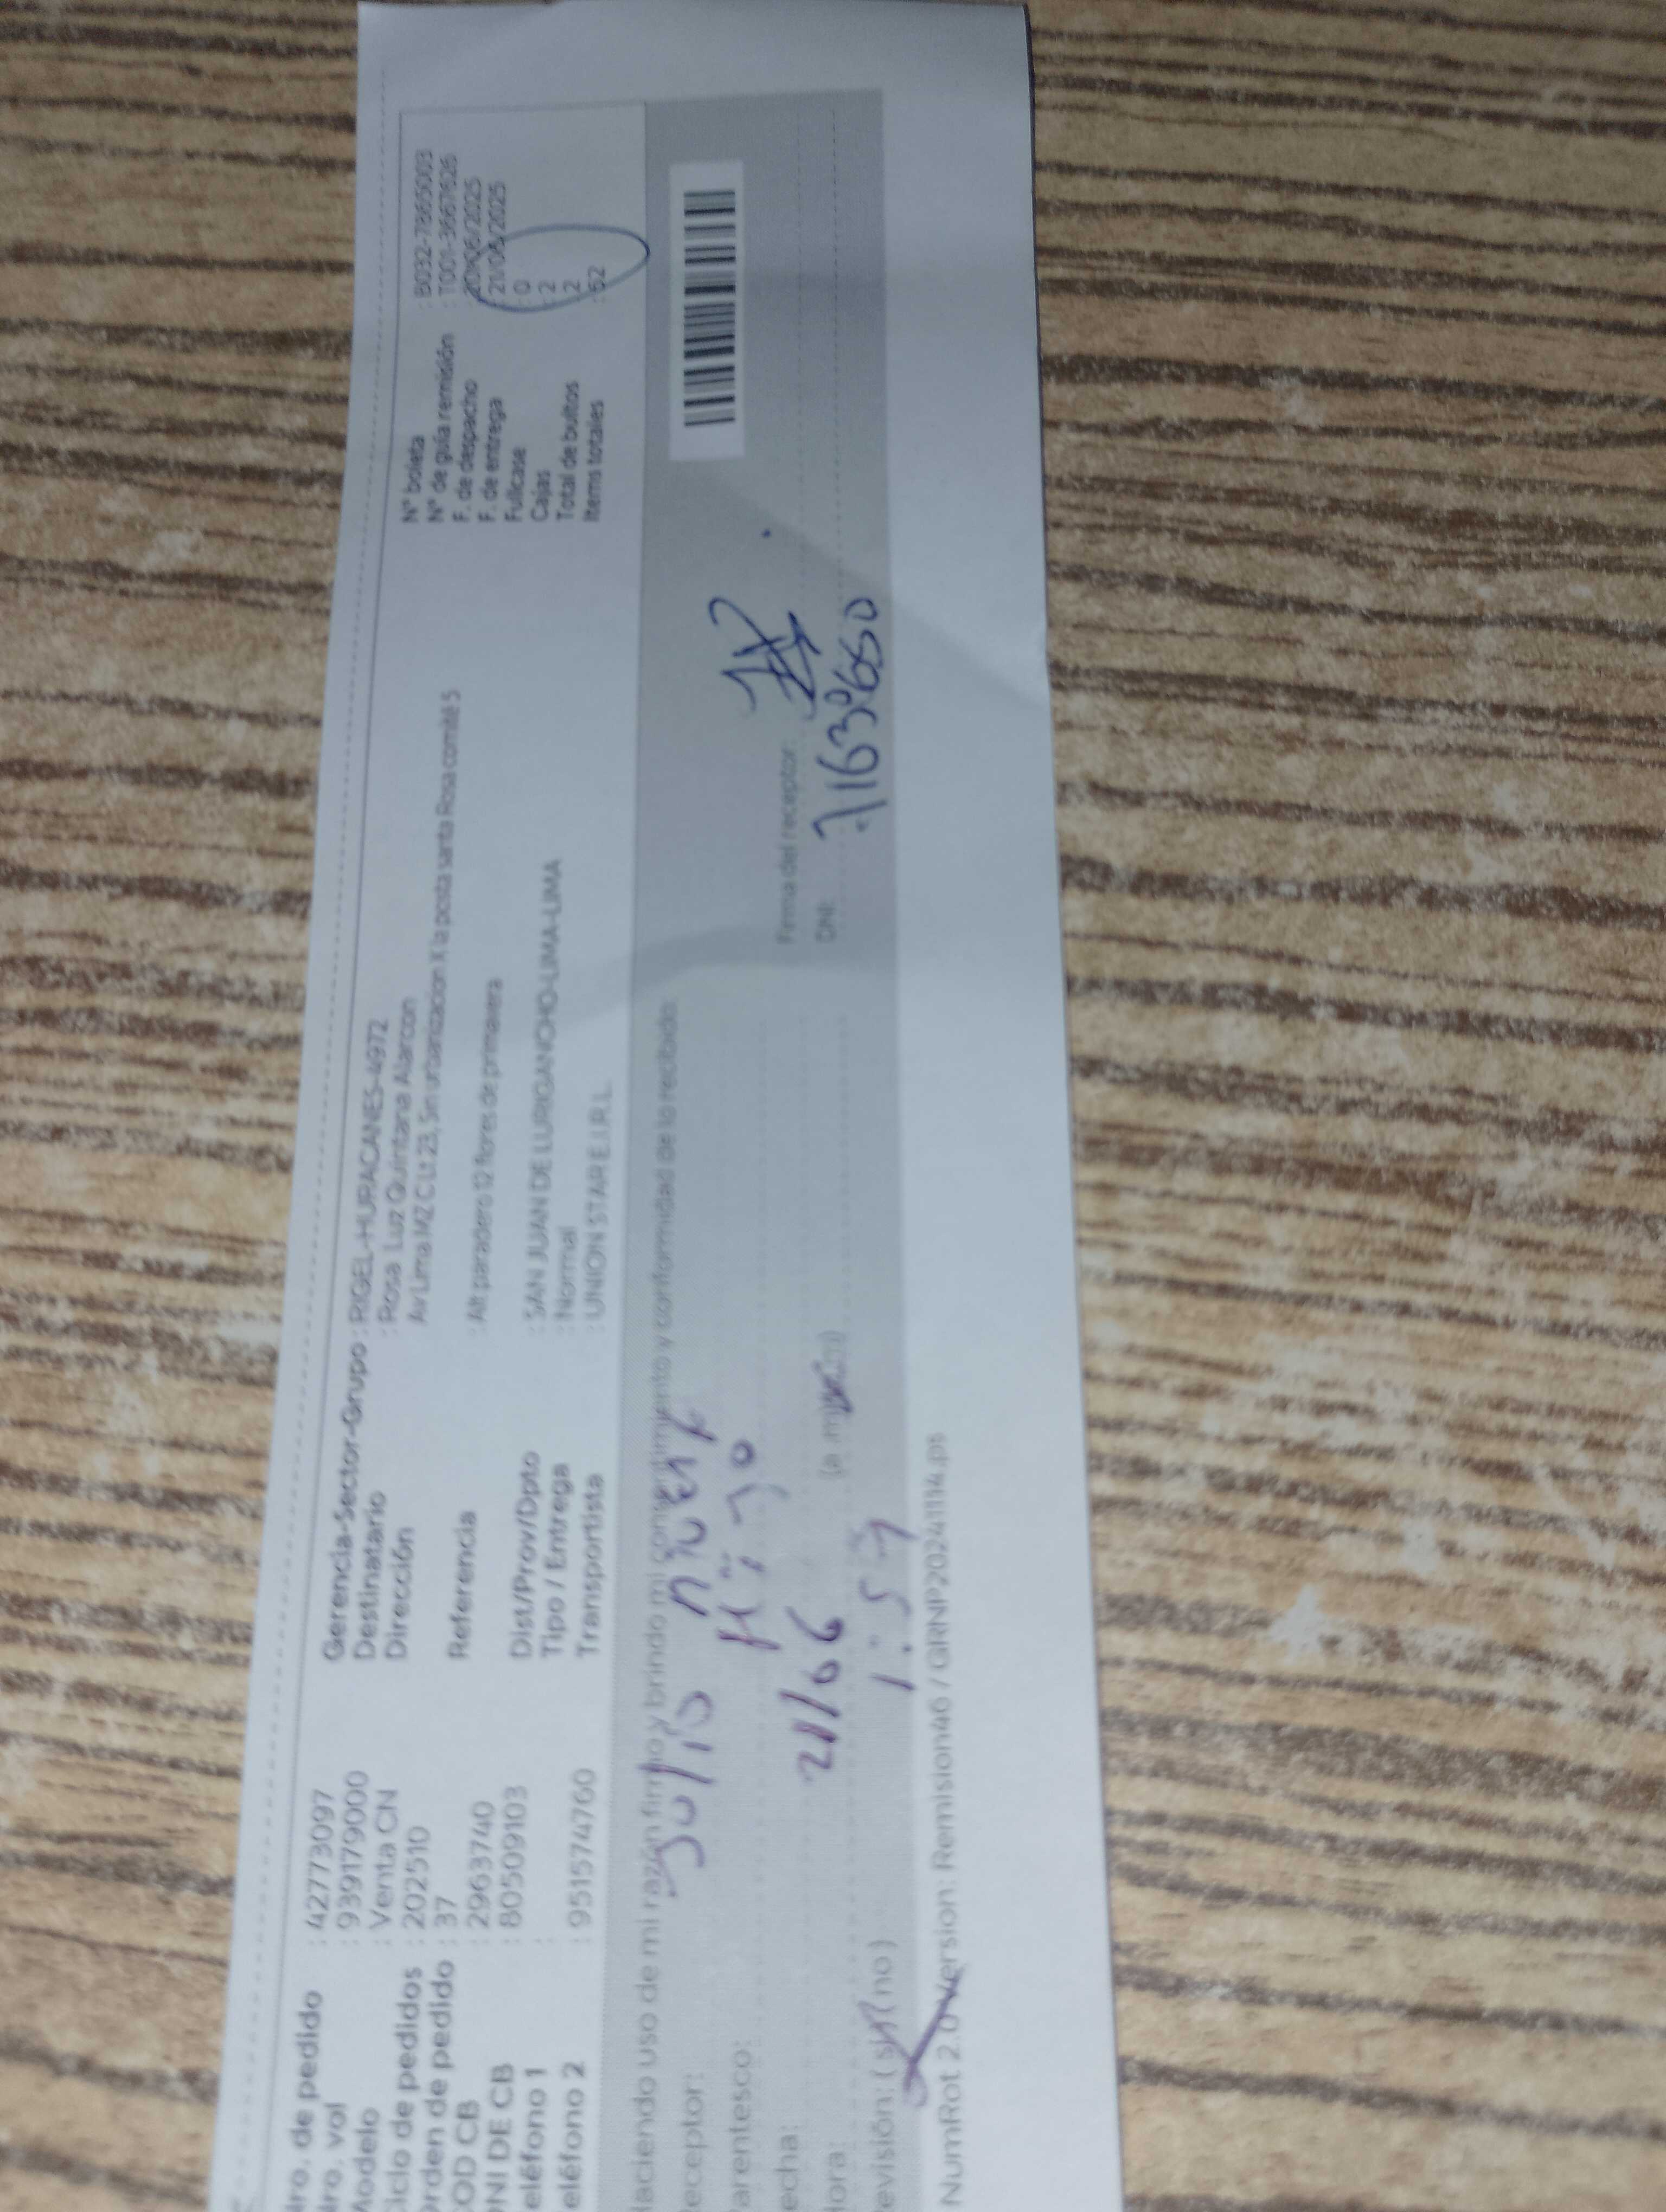 Nro. de pedido : 427773097
Nro. vol : 939179000
Modelo : Venta CN
Ciclo de pedidos : 202510
Orden de pedido : 37
COD CB : 2963740
DNI DE CB : 80509103
Teléfono 1 :
Teléfono 2 : 951574760
Gerencia-Sector-Grupo : RIGEL-HURACANES-4972
Destinatario : Rosa Luz Quintana Alarcon
Dirección Av Lima MZ C Lt 23, Sin urbanizacion X la posta santa Rosa comité 5
Referencia : Alt paradero 12 flores de primavera
Dist/Prov/Dpto : SAN JUAN DE LURIGANCHO-LIMA-LIMA
Tipo / Entrega : Normal
Transportista : UNION STAR E.I.R.L.
N° boleta : B032-78665003
N° de guía remisión : T001-3667626
F. de despacho : 20/06/2025
F. de entrega : 21/06/2025
Fullcase : 0
Cajas : 2
Total de bultos : 2
Items totales : 52
Haciendo uso de mi razón firmo y brindo mi consentimiento y conformidad de lo recibido:
Receptor: Julio
Parentesco: Hijo
Fecha: 21/06
Hora: 1:57
Revisión: ( si / no )
Firma del receptor:
DNI: 71630650
NumRot 2.0 / Version: Remision46 / GRNP20241114.ps